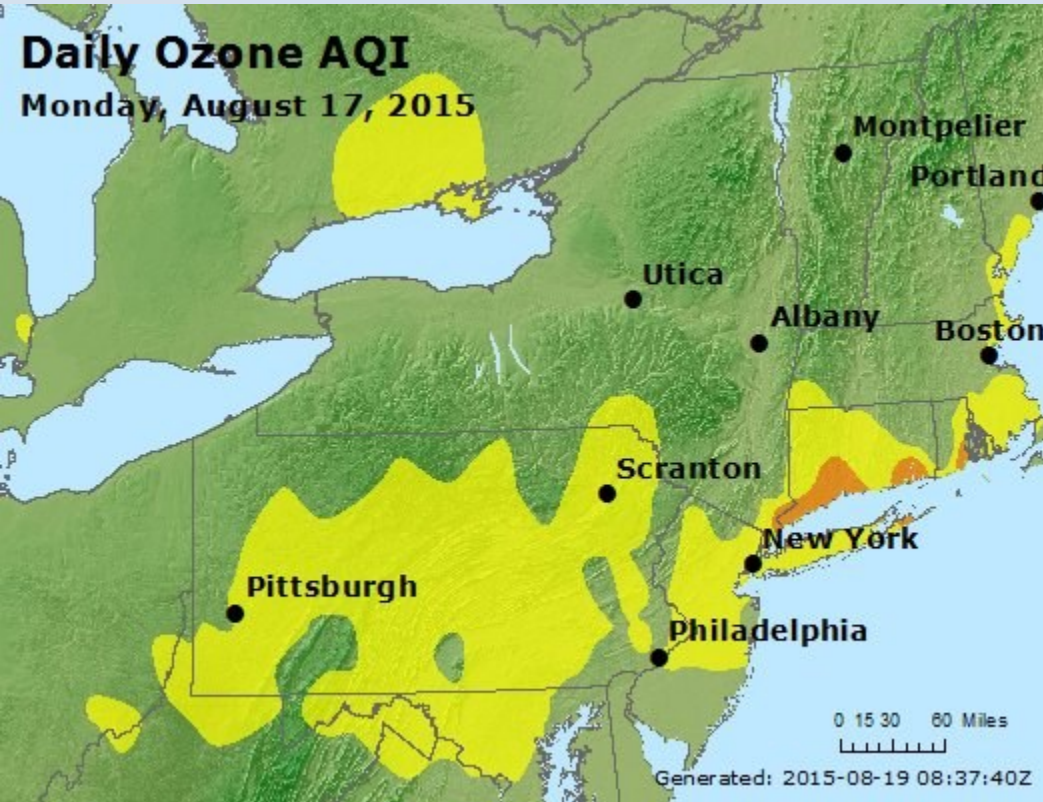 Daily Ozone AQI
Monday, August 17, 2015
Montpelier
Portland
Utica
Albany
Boston
Scranton
New York
Pittsburgh
Philadelphia
0 15 30 60 Miles
Generated: 2015-08-19 08:37:40Z